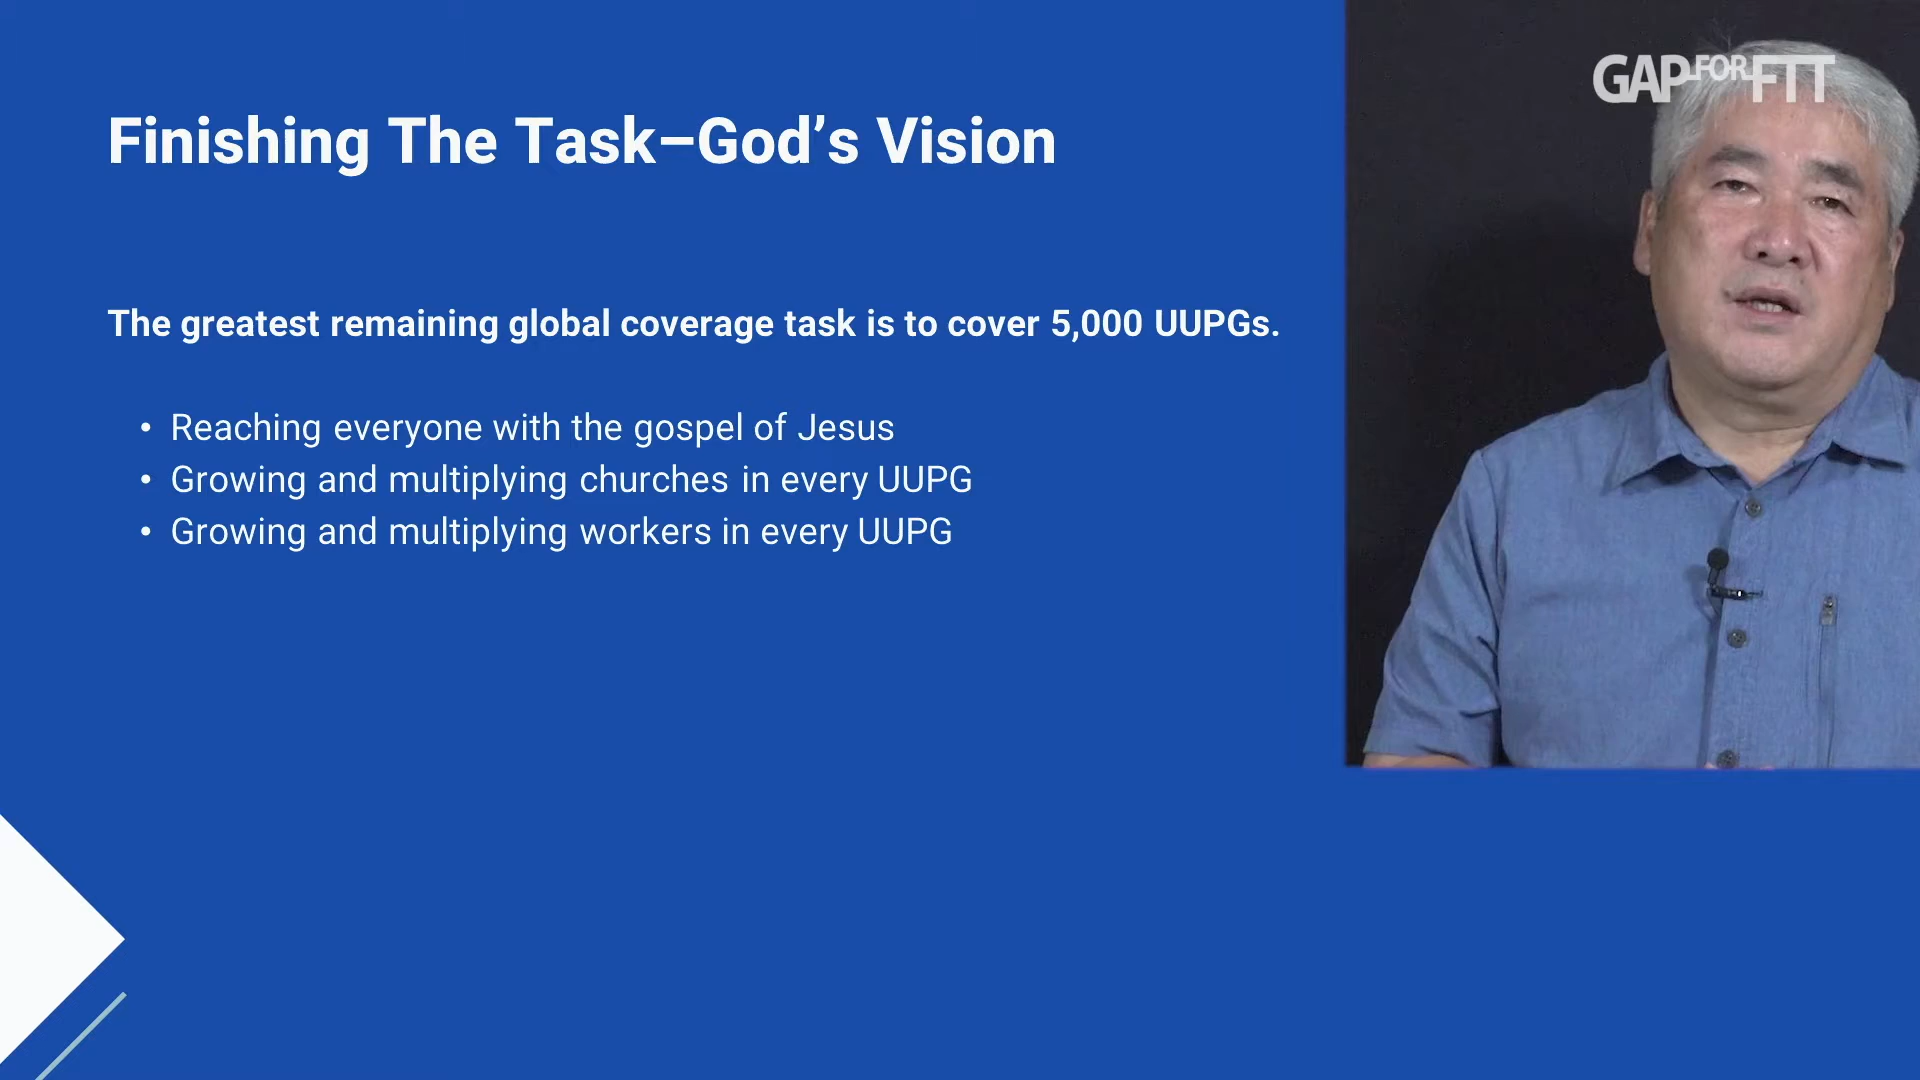 GAP FOR FTT
Finishing The Task–God’s Vision
The greatest remaining global coverage task is to cover 5,000 UUPGs.
• Reaching everyone with the gospel of Jesus
• Growing and multiplying churches in every UUPG
• Growing and multiplying workers in every UUPG